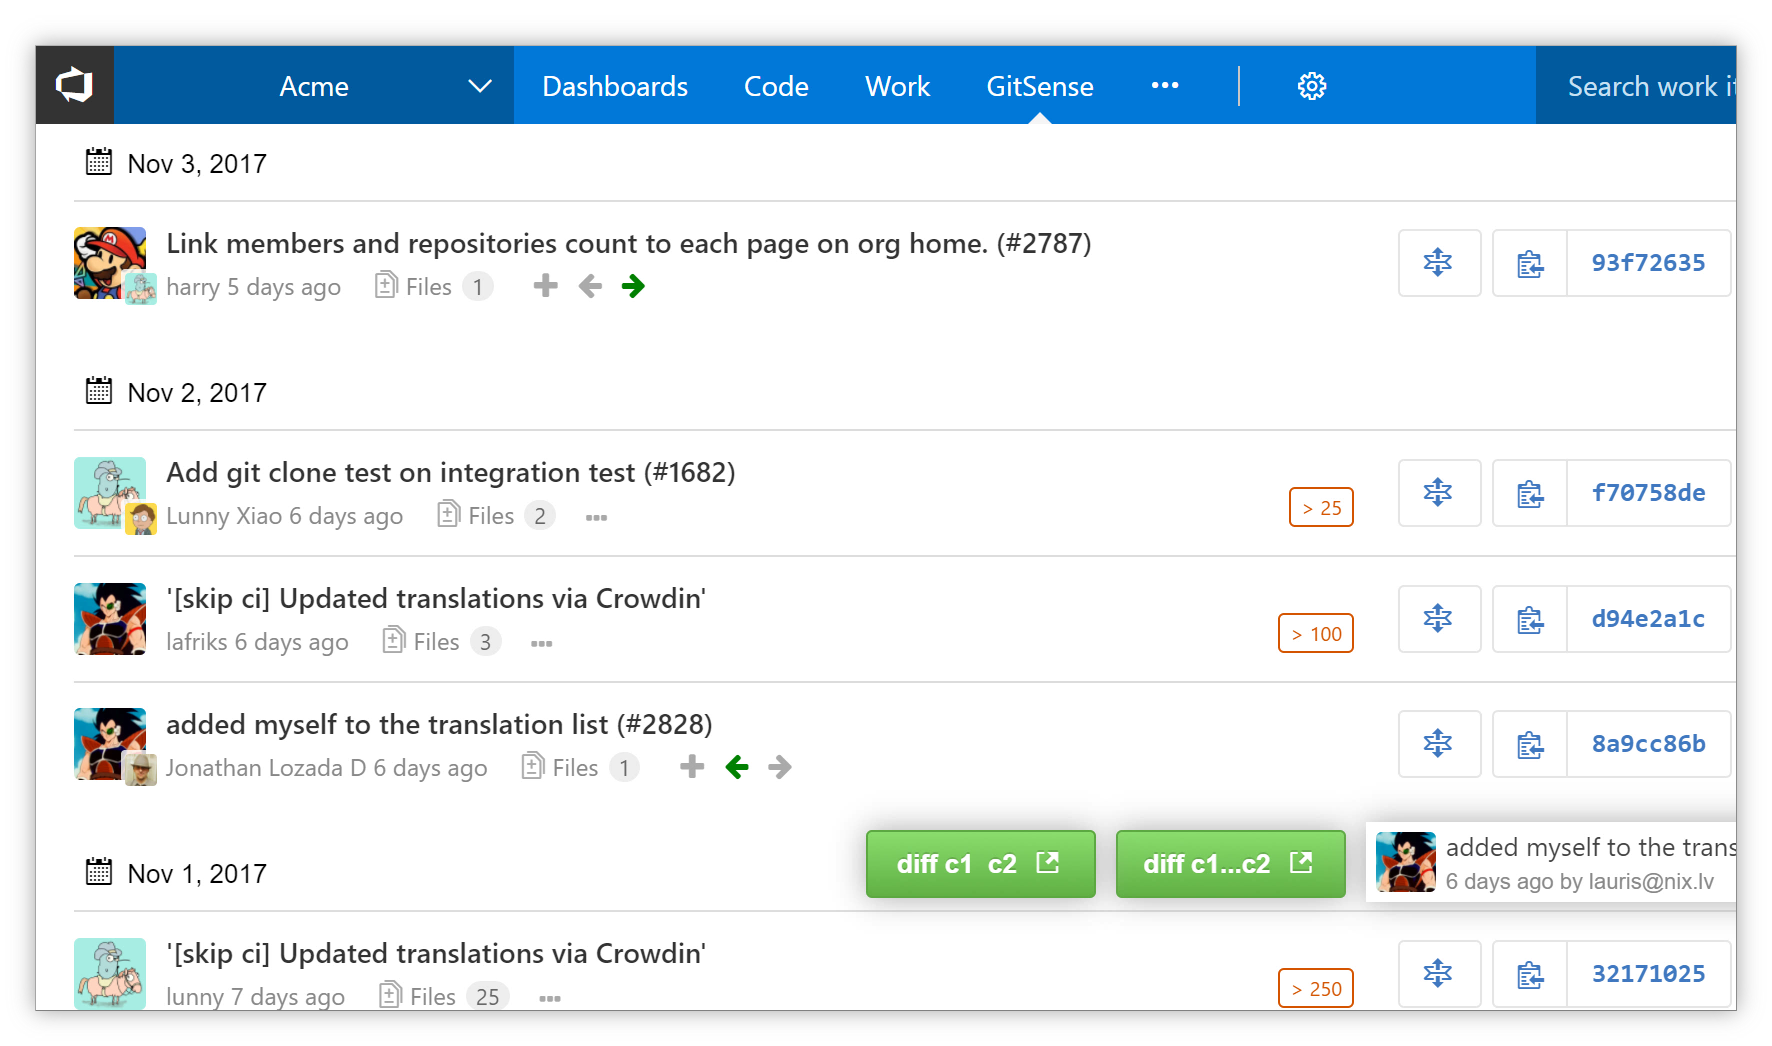 Acme Dashboards Code Work GitSense ••• Search work
Nov 3, 2017
Link members and repositories count to each page on org home. (#2787)
harry 5 days ago Files 1
93f72635
Nov 2, 2017
Add git clone test on integration test (#1682)
Lunny Xiao 6 days ago Files 2 •••
> 25
f70758de
'[skip ci] Updated translations via Crowdin'
lafriks 6 days ago Files 3 •••
> 100
d94e2a1c
added myself to the translation list (#2828)
Jonathan Lozada D 6 days ago Files 1
8a9cc86b
Nov 1, 2017
diff c1 c2
diff c1...c2
added myself to the trans
6 days ago by lauris@nix.lv
'[skip ci] Updated translations via Crowdin'
lunny 7 days ago Files 25 •••
> 250
32171025